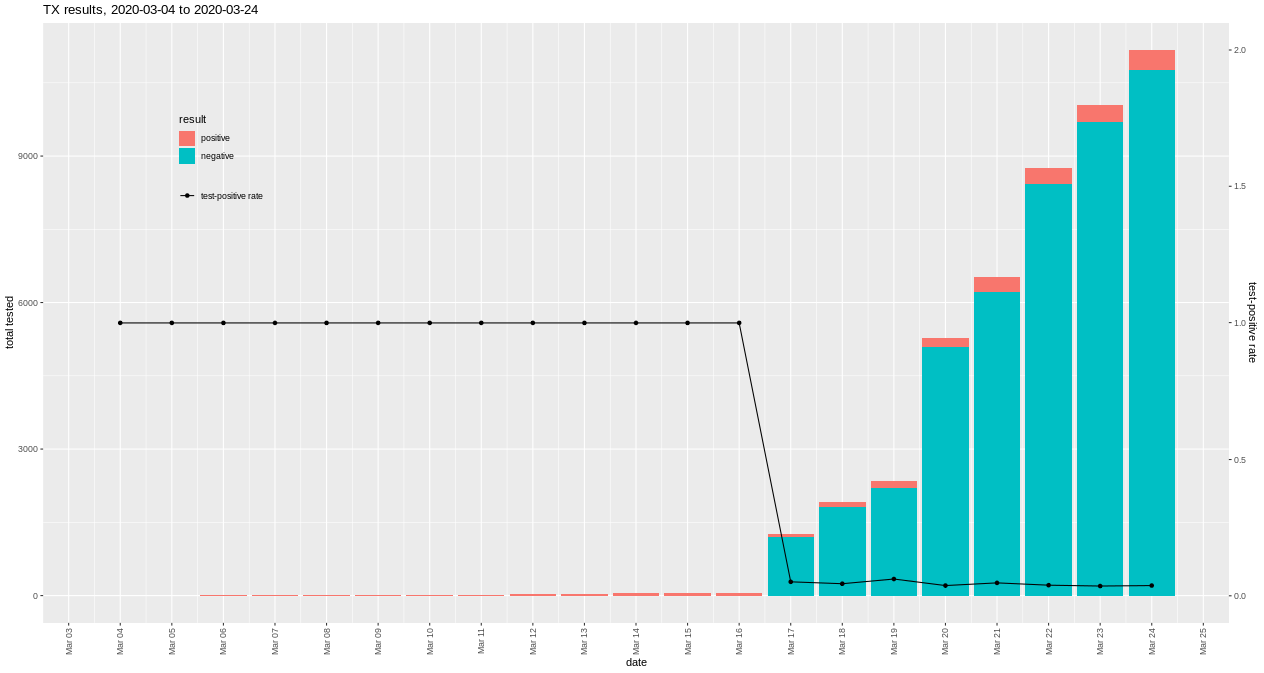 TX results, 2020-03-04 to 2020-03-24
result
positive
negative
test-positive rate
total tested
9000
6000
3000
0
2.0
1.5
1.0
0.5
0.0
test-positive rate
Mar 03
Mar 04
Mar 05
Mar 06
Mar 07
Mar 08
Mar 09
Mar 10
Mar 11
Mar 12
Mar 13
Mar 14
Mar 15
Mar 16
Mar 17
Mar 18
Mar 19
Mar 20
Mar 21
Mar 22
Mar 23
Mar 24
Mar 25
date